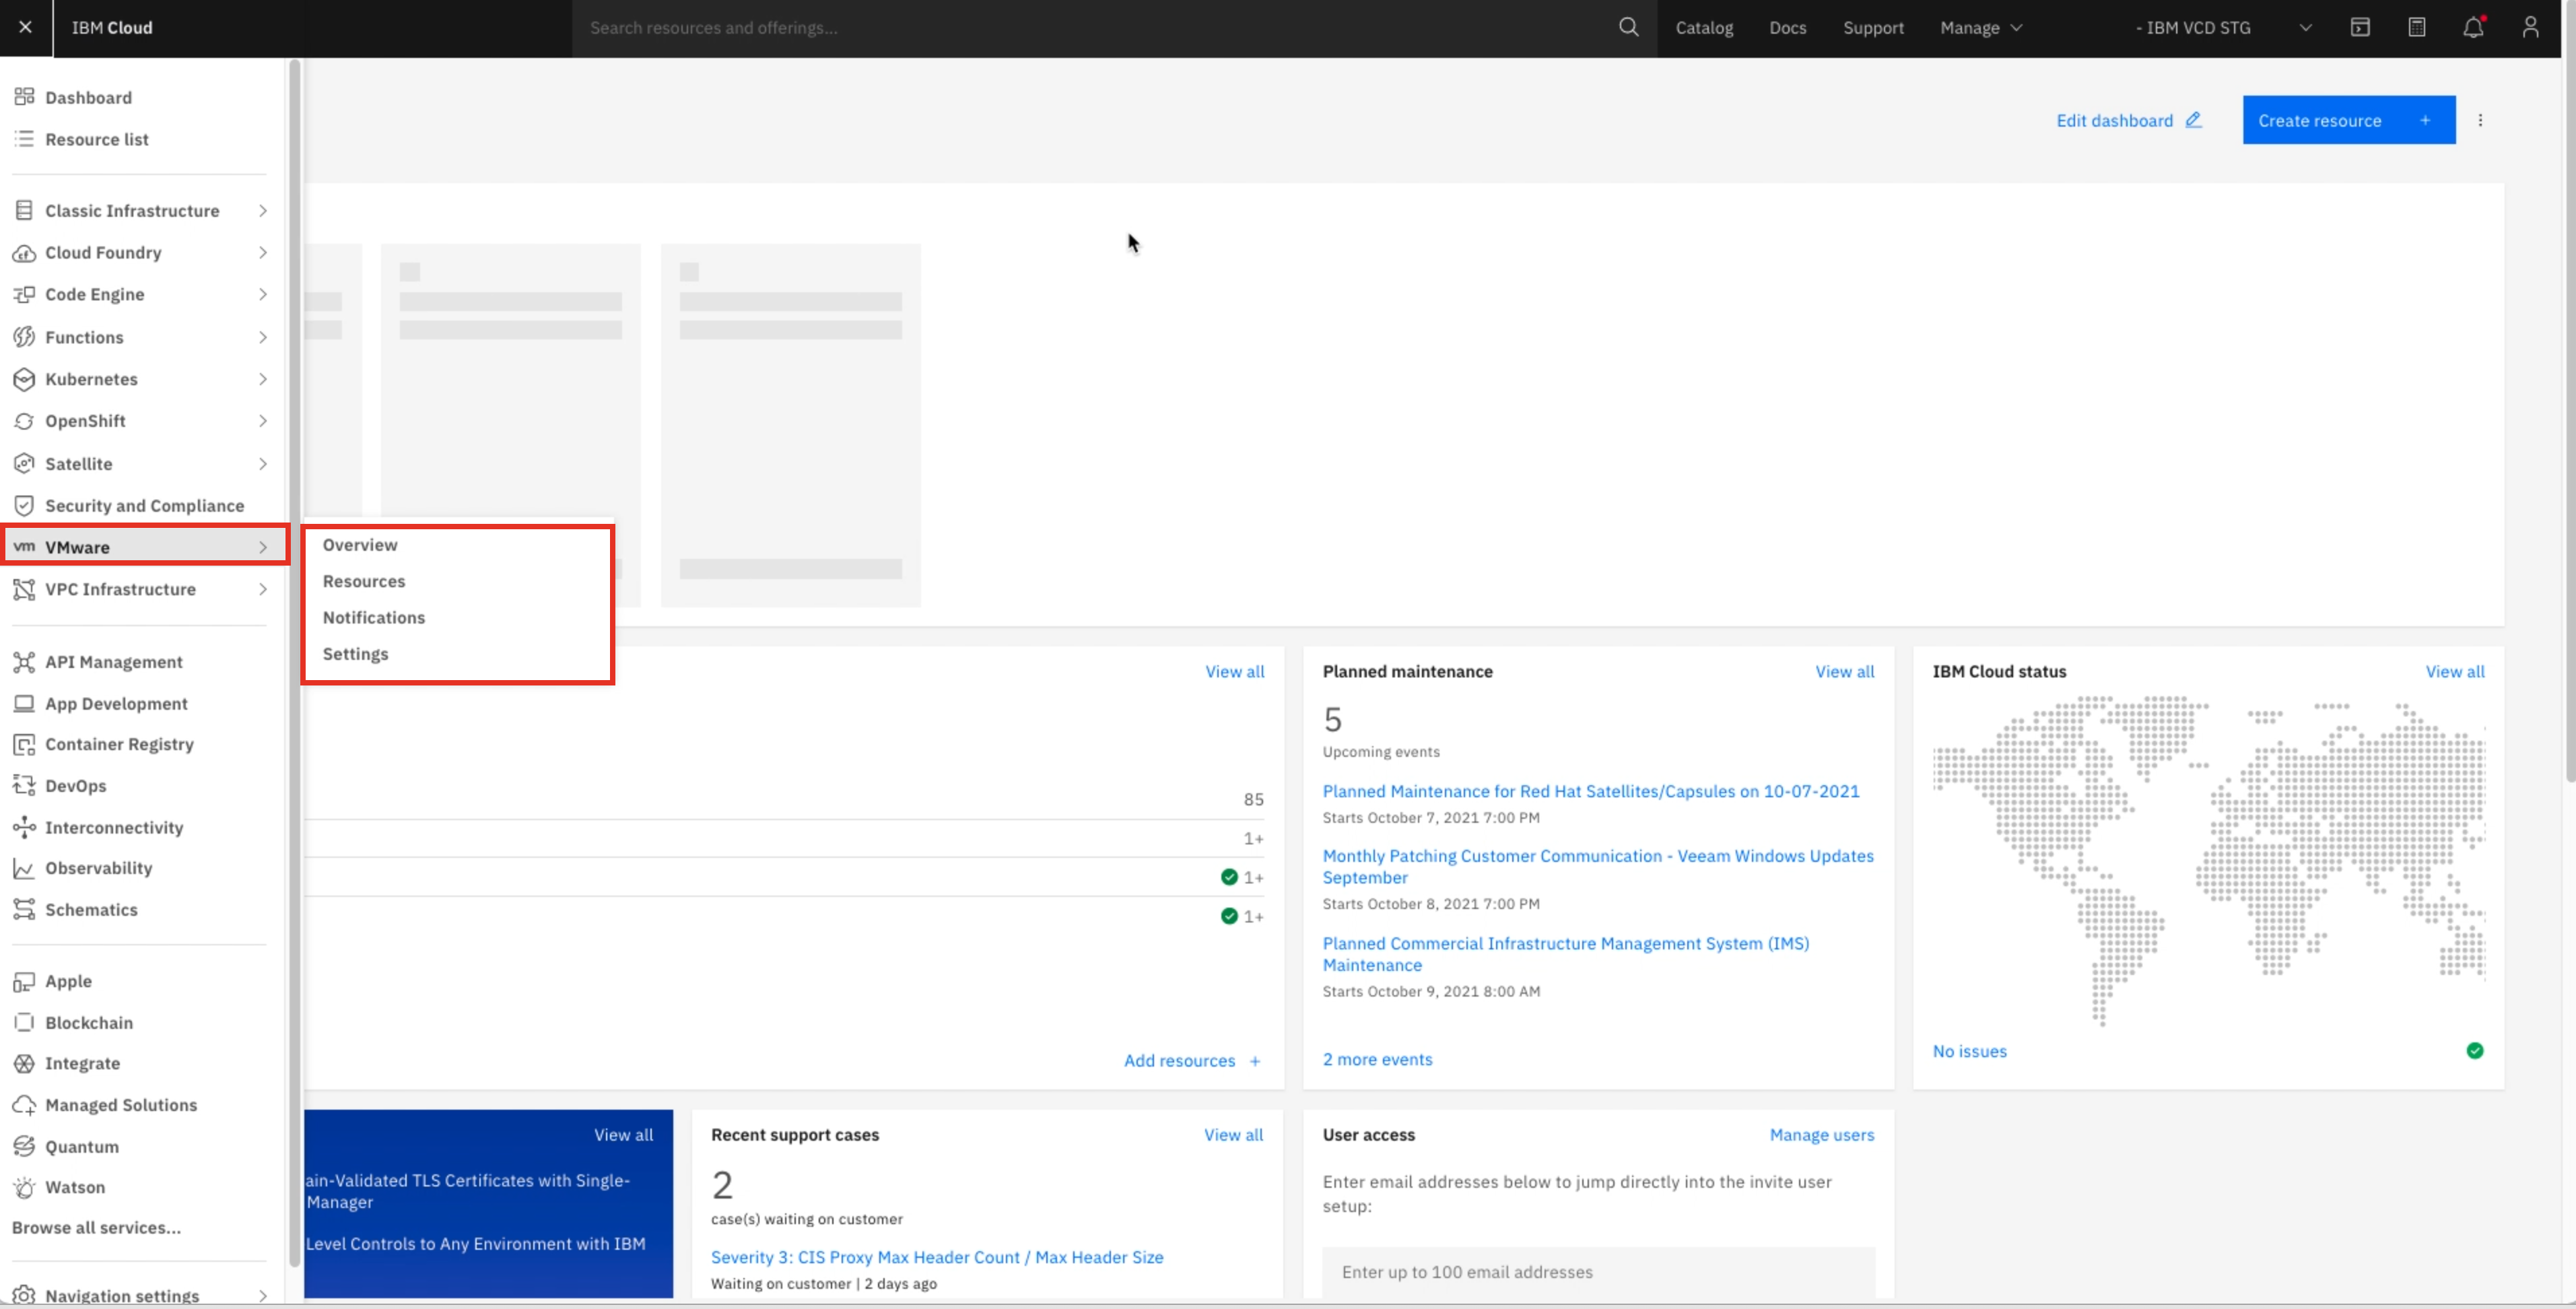 IBM Cloud
Search resources and offerings...
Catalog
Docs
Support
Manage
- IBM VCD STG
Dashboard
Resource list
Classic Infrastructure
Cloud Foundry
Code Engine
Functions
Kubernetes
OpenShift
Satellite
Security and Compliance
vm VMware
VPC Infrastructure
API Management
App Development
Container Registry
DevOps
Interconnectivity
Observability
Schematics
Apple
Blockchain
Integrate
Managed Solutions
Quantum
Watson
Browse all services...
Navigation settings
Overview
Resources
Notifications
Settings
Edit dashboard
Create resource +
View all
85
1+
1+
1+
Add resources +
Planned maintenance
View all
5
Upcoming events
Planned Maintenance for Red Hat Satellites/Capsules on 10-07-2021
Starts October 7, 2021 7:00 PM
Monthly Patching Customer Communication - Veeam Windows Updates
September
Starts October 8, 2021 7:00 PM
Planned Commercial Infrastructure Management System (IMS)
Maintenance
Starts October 9, 2021 8:00 AM
2 more events
IBM Cloud status
View all
No issues
View all
ain-Validated TLS Certificates with Single-
Manager
Level Controls to Any Environment with IBM
Recent support cases
View all
2
case(s) waiting on customer
Severity 3: CIS Proxy Max Header Count / Max Header Size
Waiting on customer | 2 days ago
User access
Manage users
Enter email addresses below to jump directly into the invite user
setup:
Enter up to 100 email addresses